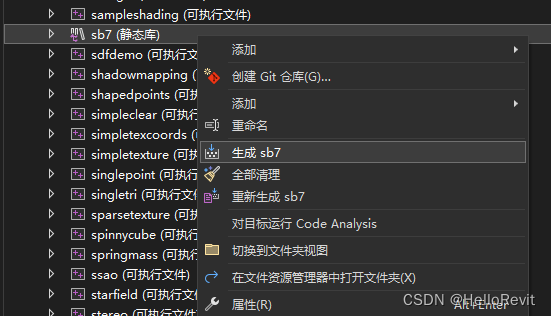 sampleshading (可执行文件)
sb7 (静态库)
sdfdemo (可执行文件)
shadowmapping (可
shapedpoints (可执
simpleclear (可执行
simpletexcoords (
simpletexture (可执
singlepoint (可执行
singletri (可执行文件
sparsetexture (可执
spinnycube (可执行
springmass (可执行
ssao (可执行文件)
starfield (可执行文
stereo (可执行文件)
添加
创建 Git 仓库(G)...
添加
重命名
生成 sb7
全部清理
重新生成 sb7
对目标运行 Code Analysis
切换到文件夹视图
在文件资源管理器中打开文件夹(X)
属性(R) Alt+Enter
CSDN @HelloRevit